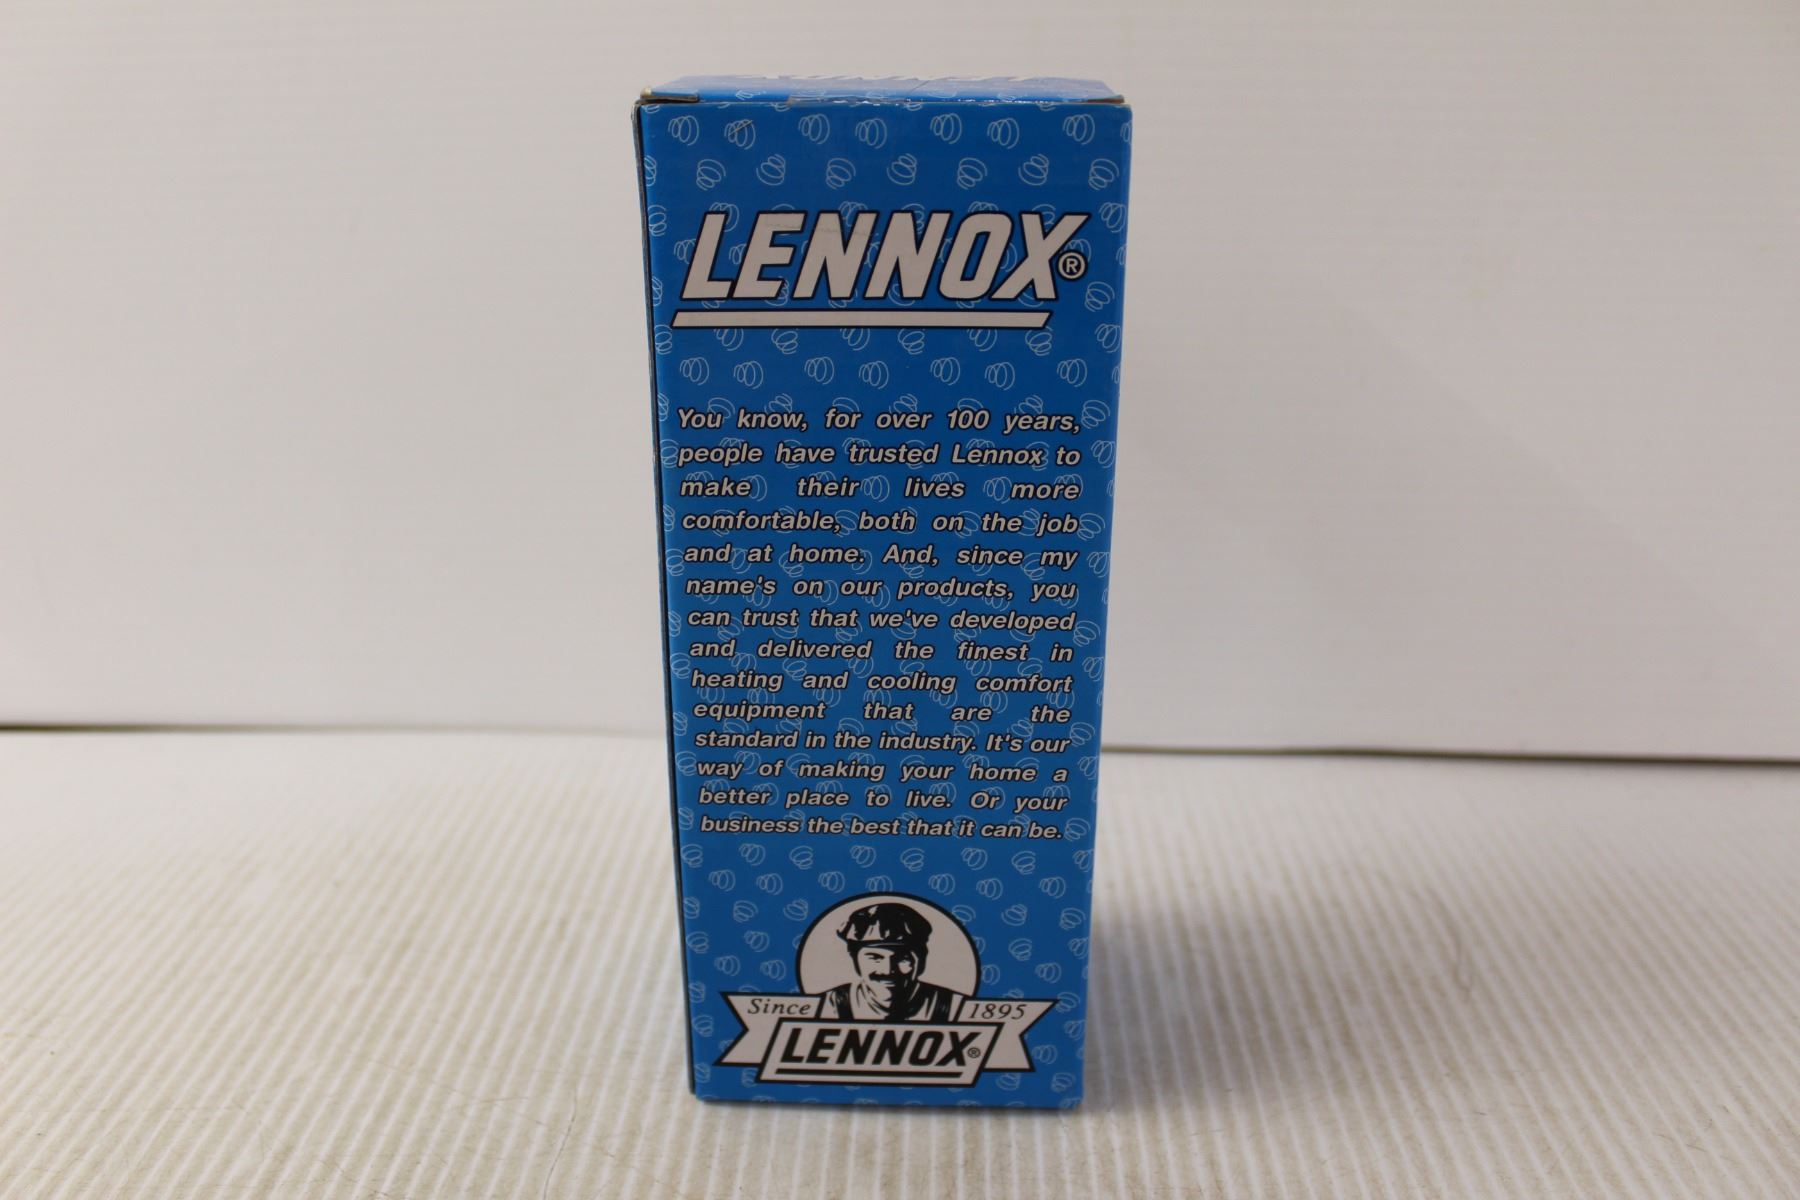 LENNOX®
You know, for over 100 years,
people have trusted Lennox to
make their lives more
comfortable, both on the job
and at home. And, since my
name's on our products, you
can trust that we've developed
and delivered the finest in
heating and cooling comfort
equipment that are the
standard in the industry. It's our
way of making your home a
better place to live. Or your
business the best that it can be.
Since 1895
LENNOX®